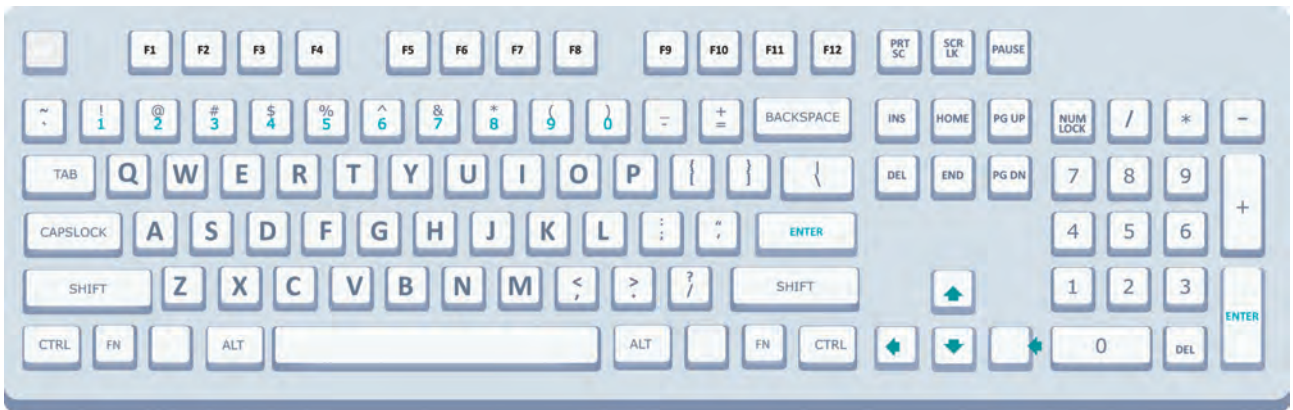 F1 F2 F3 F4 F5 F6 F7 F8 F9 F10 F11 F12 PRT SC SCR LK PAUSE
~ ` ! 1 @ 2 # 3 $ 4 % 5 ^ 6 & 7 * 8 ( 9 ) 0 _ - + = BACKSPACE INS HOME PG UP NUM LOCK / * -
TAB Q W E R T Y U I O P { } \ DEL END PG DN 7 8 9 +
CAPSLOCK A S D F G H J K L : ; " ' ENTER 4 5 6
SHIFT Z X C V B N M < , > . ? / SHIFT 1 2 3 ENTER
CTRL FN ALT ALT FN CTRL 0 DEL